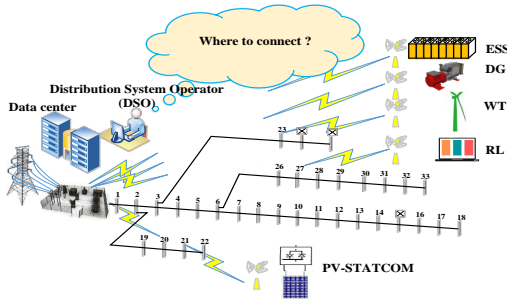 Where to connect ?
ESS
DG
WT
RL
Distribution System Operator
(DSO)
Data center
23
26 27 28 29 30 31 32 33
1 2 3 4 5 6 7 8 9 10 11 12 13 14 16 17 18
19 20 21 22
PV-STATCOM